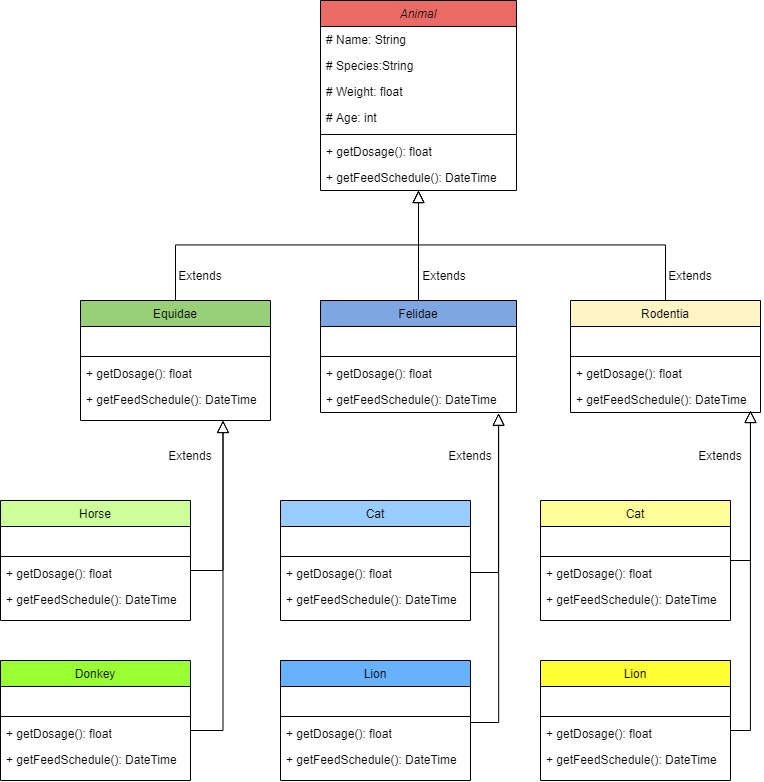 Animal
# Name: String
# Species:String
# Weight: float
# Age: int
+ getDosage(): float
+ getFeedSchedule(): DateTime
Extends
Extends
Extends
Equidae
+ getDosage(): float
+ getFeedSchedule(): DateTime
Felidae
+ getDosage(): float
+ getFeedSchedule(): DateTime
Rodentia
+ getDosage(): float
+ getFeedSchedule(): DateTime
Extends
Extends
Extends
Horse
+ getDosage(): float
+ getFeedSchedule(): DateTime
Cat
+ getDosage(): float
+ getFeedSchedule(): DateTime
Cat
+ getDosage(): float
+ getFeedSchedule(): DateTime
Donkey
+ getDosage(): float
+ getFeedSchedule(): DateTime
Lion
+ getDosage(): float
+ getFeedSchedule(): DateTime
Lion
+ getDosage(): float
+ getFeedSchedule(): DateTime